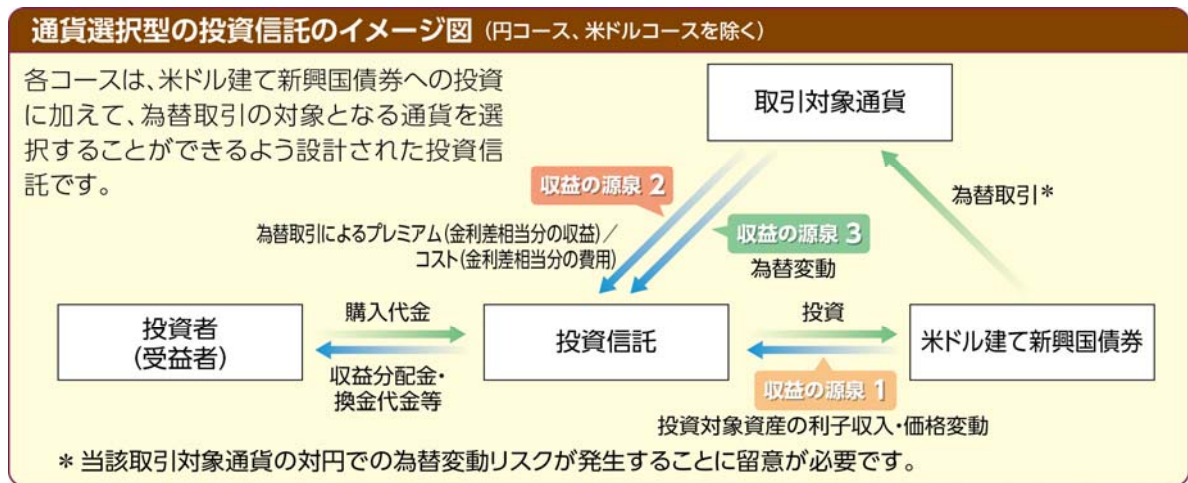 通貨選択型の投資信託のイメージ図（円コース、米ドルコースを除く）
各コースは、米ドル建て新興国債券への投資
に加えて、為替取引の対象となる通貨を選
択することができるよう設計された投資信
託です。
取引対象通貨
収益の源泉 2
為替取引*
為替取引によるプレミアム(金利差相当分の収益)／
コスト(金利差相当分の費用)
収益の源泉 3
為替変動
投資者
(受益者)
購入代金
収益分配金・
換金代金等
投資信託
投資
収益の源泉 1
投資対象資産の利子収入・価格変動
米ドル建て新興国債券
* 当該取引対象通貨の対円での為替変動リスクが発生することに留意が必要です。